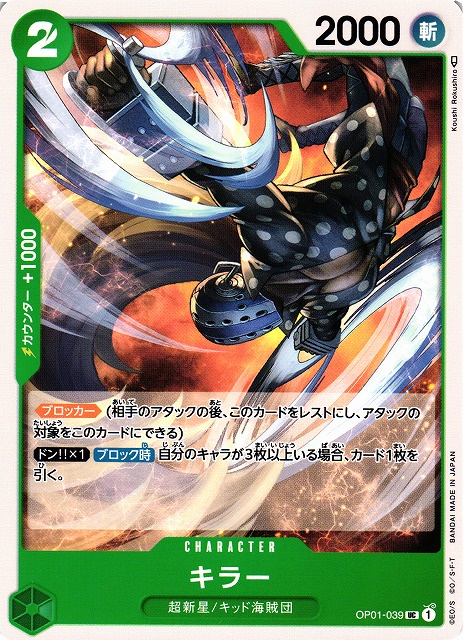 2
2000
斬
Koushi Rokushiro
カウンター +1000
ブロッカー (相手のアタックの後、このカードをレストにし、アタックの
対象をこのカードにできる)
ドン!!×1 ブロック時 自分のキャラが3枚以上いる場合、カード1枚を
引く。
CHARACTER
キラー
超新星/キッド海賊団
OP01-039 UC 1
©E/S ©O/S・F・T BANDAI MADE IN JAPAN